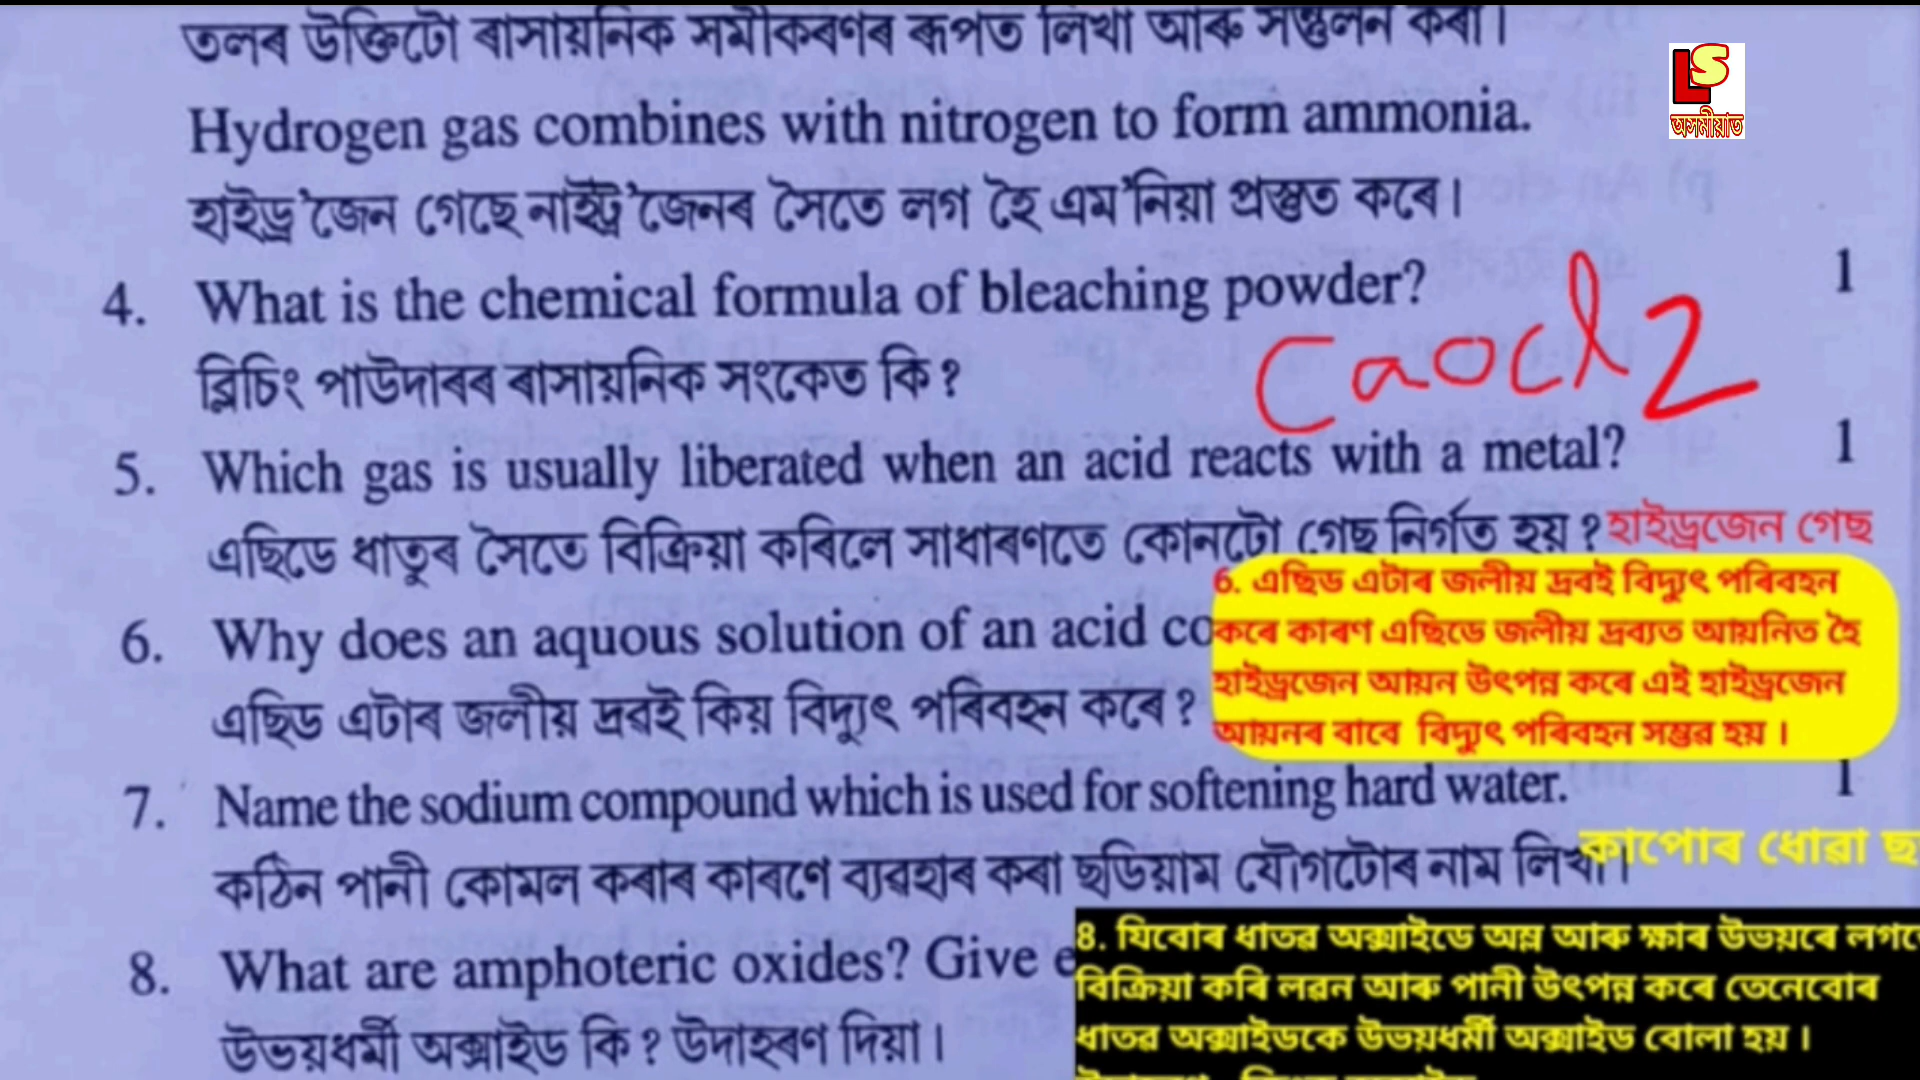 তলৰ উক্তিটো ৰাসায়নিক সমীকৰণৰ ৰূপত লিখা আৰু সন্তুলন কৰা।
LS
অসমীয়াত
Hydrogen gas combines with nitrogen to form ammonia.
হাইড্ৰ'জেন গেছে নাইট্ৰ'জেনৰ সৈতে লগ হৈ এম'নিয়া প্ৰস্তুত কৰে।
4. What is the chemical formula of bleaching powder? 1
ব্লিচিং পাউদাৰৰ ৰাসায়নিক সংকেত কি ?
CaOCl2
5. Which gas is usually liberated when an acid reacts with a metal? 1
এছিডে ধাতুৰ সৈতে বিক্ৰিয়া কৰিলে সাধাৰণতে কোনটো গেছ নিৰ্গত হয় ? হাইড্ৰজেন গেছ
6. Why does an aquous solution of an acid co
এছিড এটাৰ জলীয় দ্ৰৱই কিয় বিদ্যুৎ পৰিবহন কৰে ?
6. এছিড এটাৰ জলীয় দ্ৰবই বিদ্যুৎ পৰিবহন
কৰে কাৰণ এছিডে জলীয় দ্ৰব্যত আয়নিত হৈ
হাইড্ৰজেন আয়ন উৎপন্ন কৰে এই হাইড্ৰজেন
আয়নৰ বাবে বিদ্যুৎ পৰিবহন সম্ভৱ হয় ।
7. Name the sodium compound which is used for softening hard water. 1
কঠিন পানী কোমল কৰাৰ কাৰণে ব্যৱহাৰ কৰা ছডিয়াম যৌগটোৰ নাম লিখা।
কাপোৰ ধোৱা ছ
8. What are amphoteric oxides? Give e
উভয়ধৰ্মী অক্সাইড কি ? উদাহৰণ দিয়া।
8. যিবোৰ ধাতৱ অক্সাইডে অম্ল আৰু ক্ষাৰ উভয়ৰে লগতে
বিক্ৰিয়া কৰি লৱন আৰু পানী উৎপন্ন কৰে তেনেবোৰ
ধাতৱ অক্সাইডকে উভয়ধৰ্মী অক্সাইড বোলা হয় ।